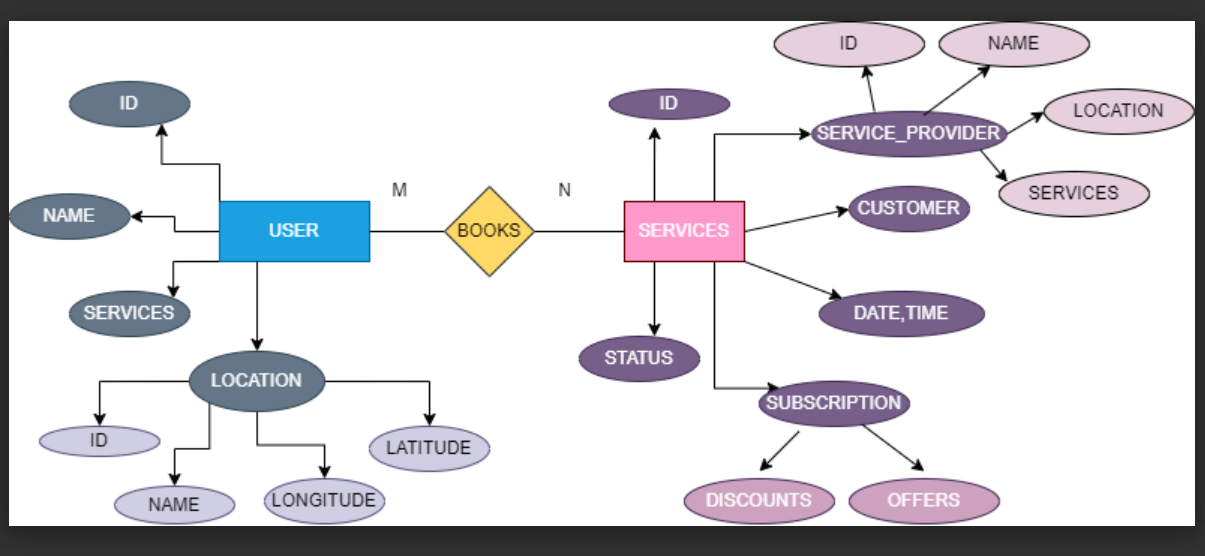 ID
NAME
ID
ID
LOCATION
SERVICE_PROVIDER
M
N
SERVICES
NAME
CUSTOMER
USER
BOOKS
SERVICES
SERVICES
DATE,TIME
STATUS
LOCATION
SUBSCRIPTION
ID
LATITUDE
NAME
LONGITUDE
DISCOUNTS
OFFERS